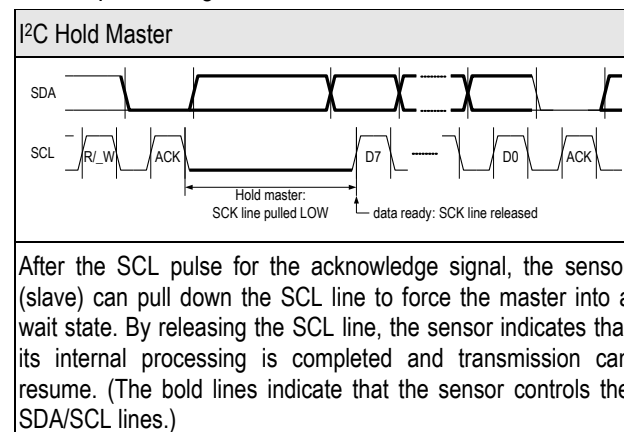 I²C Hold Master
SDA
SCL R/_W ACK D7 D0 ACK
Hold master:
SCK line pulled LOW
data ready: SCK line released
After the SCL pulse for the acknowledge signal, the senso
(slave) can pull down the SCL line to force the master into a
wait state. By releasing the SCL line, the sensor indicates tha
its internal processing is completed and transmission can
resume. (The bold lines indicate that the sensor controls the
SDA/SCL lines.)